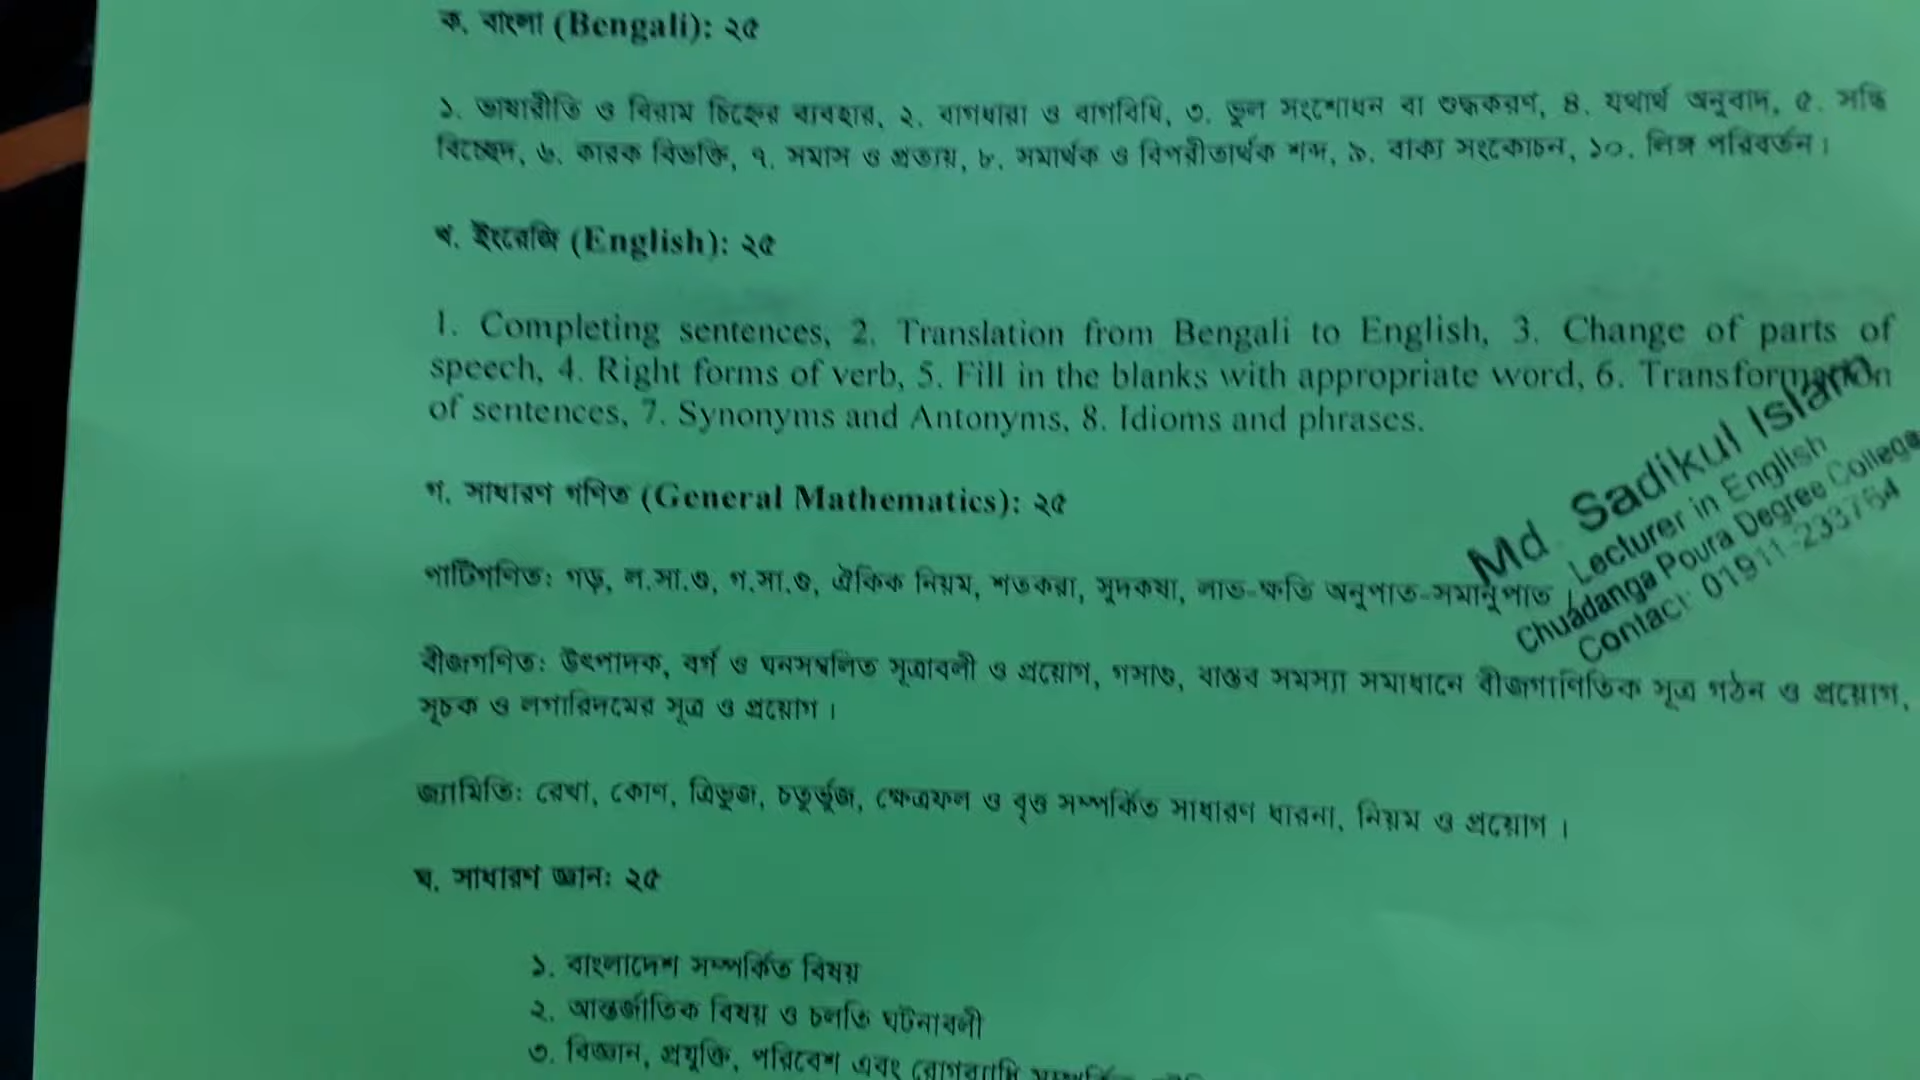 ক. বাংলা (Bengali): ২৫
১. ভাষারীতি ও বিরাম চিহ্নের ব্যবহার, ২. বাগধারা ও বাগবিধি, ৩. ভুল সংশোধন বা শুদ্ধকরণ, ৪. যথার্থ অনুবাদ, ৫. সন্ধি
বিচ্ছেদ, ৬. কারক বিভক্তি, ৭. সমাস ও প্রত্যয়, ৮. সমার্থক ও বিপরীতার্থক শব্দ, ৯. বাক্য সংকোচন, ১০. লিঙ্গ পরিবর্তন।
খ. ইংরেজি (English): ২৫
1. Completing sentences, 2. Translation from Bengali to English, 3. Change of parts of
speech, 4. Right forms of verb, 5. Fill in the blanks with appropriate word, 6. Transformation
of sentences, 7. Synonyms and Antonyms, 8. Idioms and phrases.
Md. Sadikul Islam
Lecturer in English
Chuadanga Poura Degree College
Contact: 01911-233764
গ. সাধারণ গণিত (General Mathematics): ২৫
পাটিগণিত: গড়, ল.সা.গু, গ.সা.গু, ঐকিক নিয়ম, শতকরা, সুদকষা, লাভ-ক্ষতি অনুপাত-সমানুপাত।
বীজগণিত: উৎপাদক, বর্গ ও ঘনসম্বলিত সূত্রাবলী ও প্রয়োগ, গসাগু, বাস্তব সমস্যা সমাধানে বীজগাণিতিক সূত্র গঠন ও প্রয়োগ,
সূচক ও লগারিদমের সূত্র ও প্রয়োগ।
জ্যামিতি: রেখা, কোণ, ত্রিভুজ, চতুর্ভূজ, ক্ষেত্রফল ও বৃত্ত সম্পর্কিত সাধারণ ধারনা, নিয়ম ও প্রয়োগ।
ঘ. সাধারণ জ্ঞান: ২৫
১. বাংলাদেশ সম্পর্কিত বিষয়
২. আন্তর্জাতিক বিষয় ও চলতি ঘটনাবলী
৩. বিজ্ঞান, প্রযুক্তি, পরিবেশ এবং রোগব্যাধি সম্পর্কিত